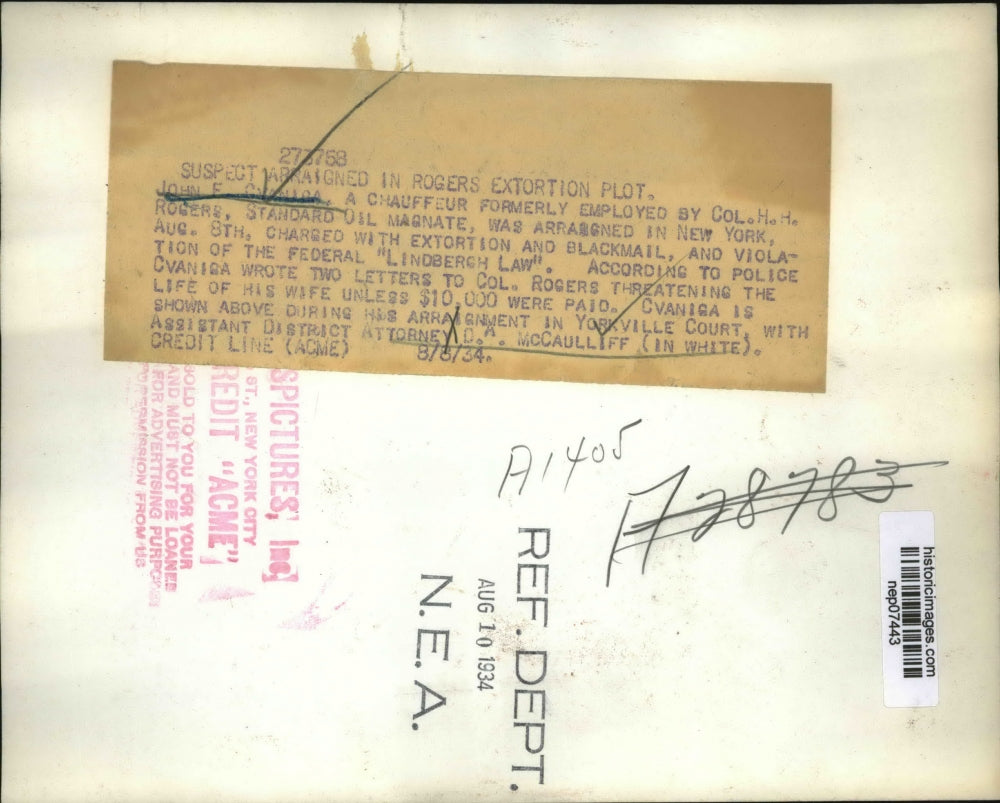 273758
SUSPECT ARRAIGNED IN ROGERS EXTORTION PLOT.
JOHN F. CVANIGA, A CHAUFFEUR FORMERLY EMPLOYED BY COL.H.H.
ROGERS, STANDARD OIL MAGNATE, WAS ARRASGNED IN NEW YORK,
AUG. 8TH, CHARGED WITH EXTORTION AND BLACKMAIL, AND VIOLA-
TION OF THE FEDERAL "LINDBERGH LAW". ACCORDING TO POLICE
CVANIGA WROTE TWO LETTERS TO COL. ROGERS THREATENING THE
LIFE OF HIS WIFE UNLESS $10,000 WERE PAID. CVANIGA IS
SHOWN ABOVE DURING HIS ARRAIGNMENT IN YORKVILLE COURT, WITH
ASSISTANT DISTRICT ATTORNEY D.A. MCCAULLIFF (IN WHITE).
CREDIT LINE (ACME) 8/8/34.
SPICTURES, Inc
ST., NEW YORK CITY
REDIT "ACME"
SOLD TO YOU FOR YOUR
AND MUST NOT BE LOANED
FOR ADVERTISING PURPOSES
PERMISSION FROM US
A1405
1728783
REF. DEPT.
AUG 10 1934
N.E.A.
historicimages.com
nep07443